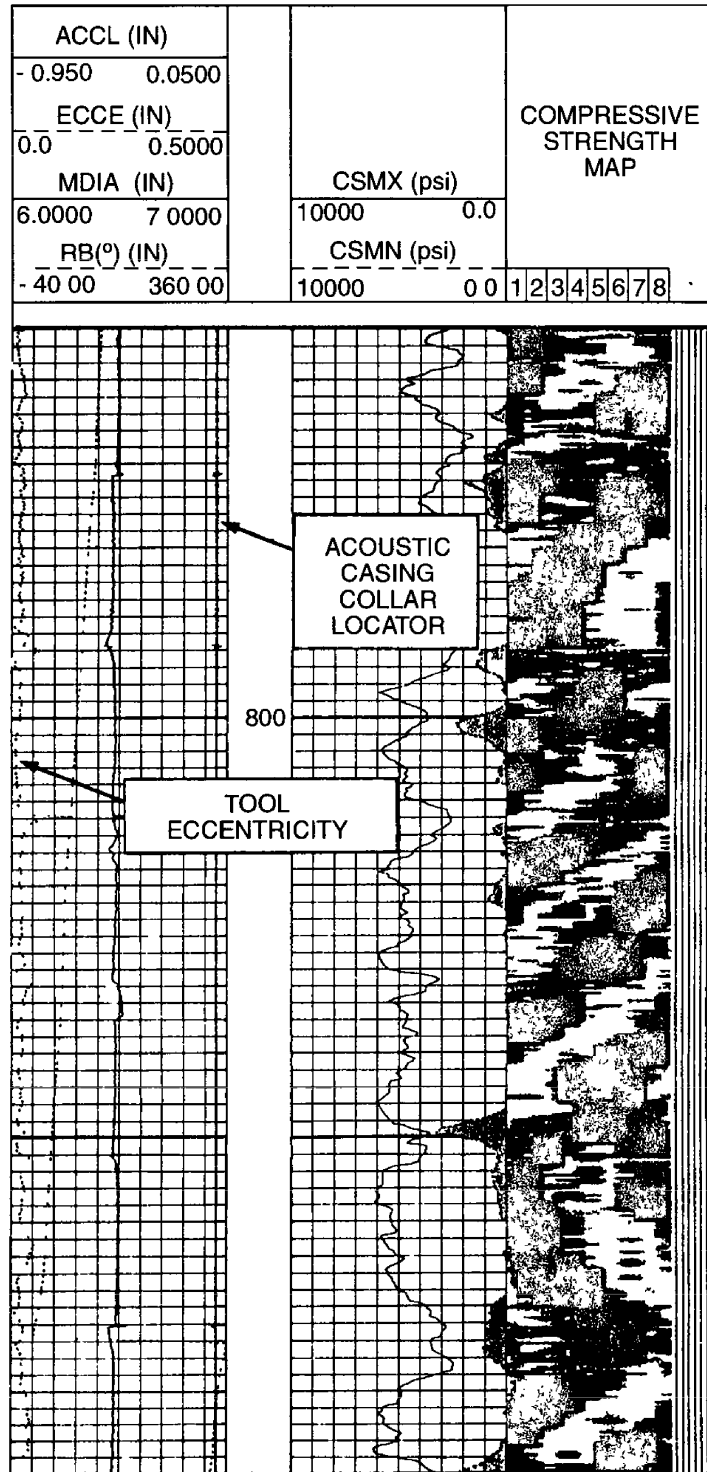 ACCL (IN)
- 0.950 0.0500
ECCE (IN)
0.0 0.5000
MDIA (IN)
6.0000 7 0000
RB(º) (IN)
- 40 00 360 00
CSMX (psi)
10000 0.0
CSMN (psi)
10000 0 0
COMPRESSIVE
STRENGTH
MAP
1 2 3 4 5 6 7 8
ACOUSTIC
CASING
COLLAR
LOCATOR
800
TOOL
ECCENTRICITY